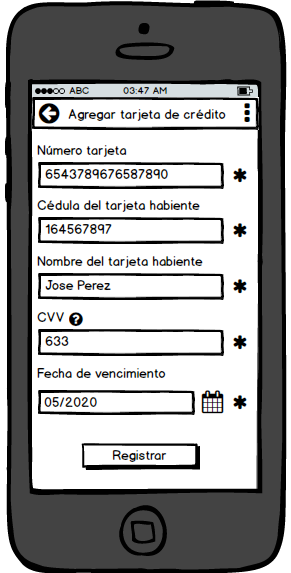 ABC 03:47 AM
Agregar tarjeta de crédito
Número tarjeta
6543789676587890
Cédula del tarjeta habiente
164567897
Nombre del tarjeta habiente
Jose Perez
CVV ?
633
Fecha de vencimiento
05/2020
Registrar